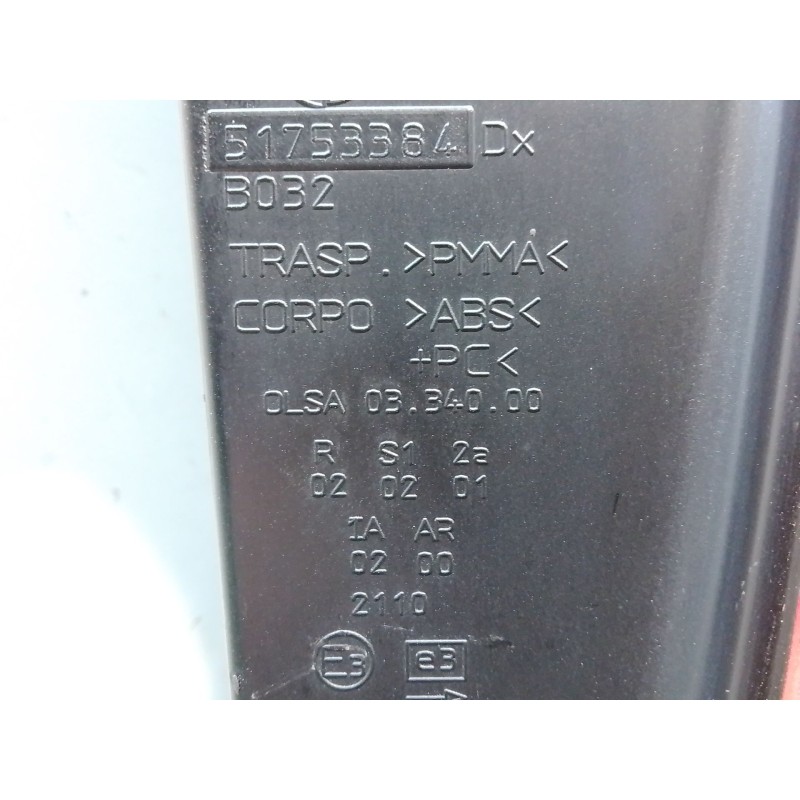 51753384 Dx
B032
TRASP. >PMMA<
CORPO >ABS<
+PC<
OLSA 03.340.00
R S1 2a
02 02 01
IA AR
02 00
2110
E3 e3